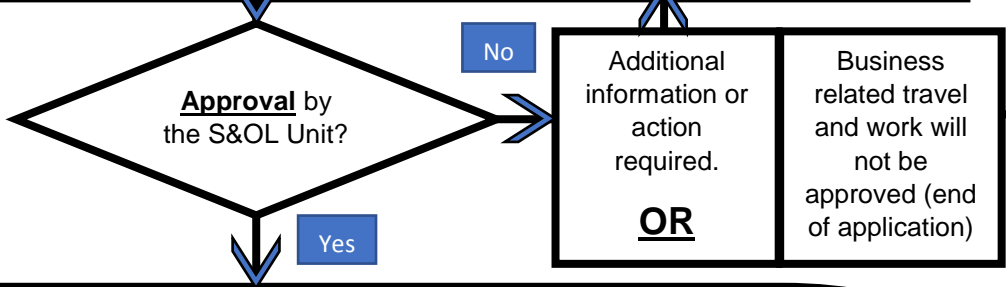 Approval by
the S&OL Unit?
No
Yes
Additional
information or
action
required.
OR
Business
related travel
and work will
not be
approved (end
of application)